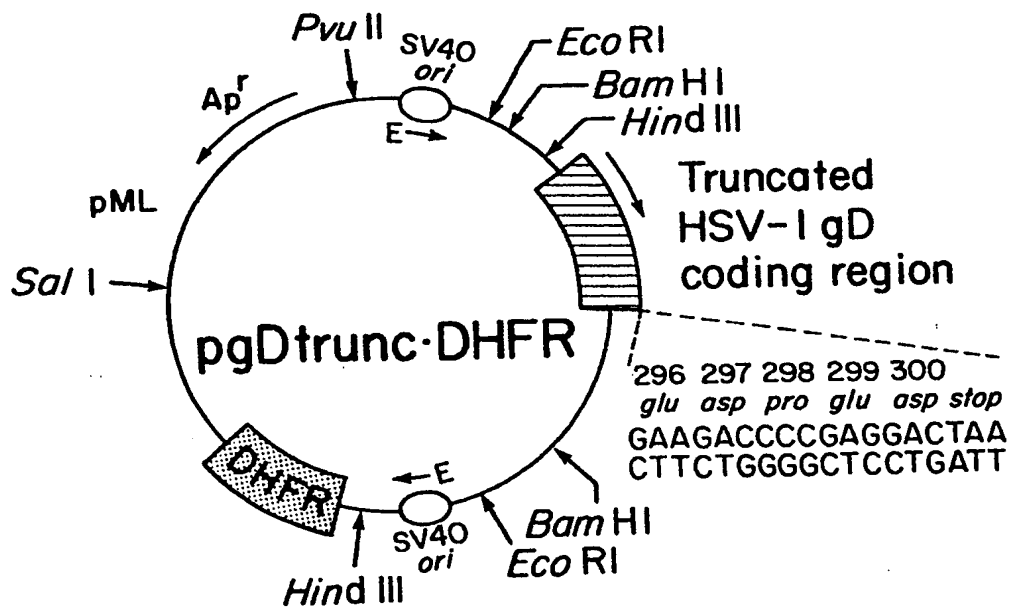 Pvu II
SV40
ori
Eco RI
Bam HI
Hind III
Apʳ
E
pML
Truncated
HSV-I gD
coding region
Sal I
pgDtrunc·DHFR
296 297 298 299 300
glu asp pro glu asp stop
GAAGACCCCGAGGACTAA
CTTCTGGGGCTCCTGATT
DHFR
E
SV40
ori
Bam HI
Eco RI
Hind III